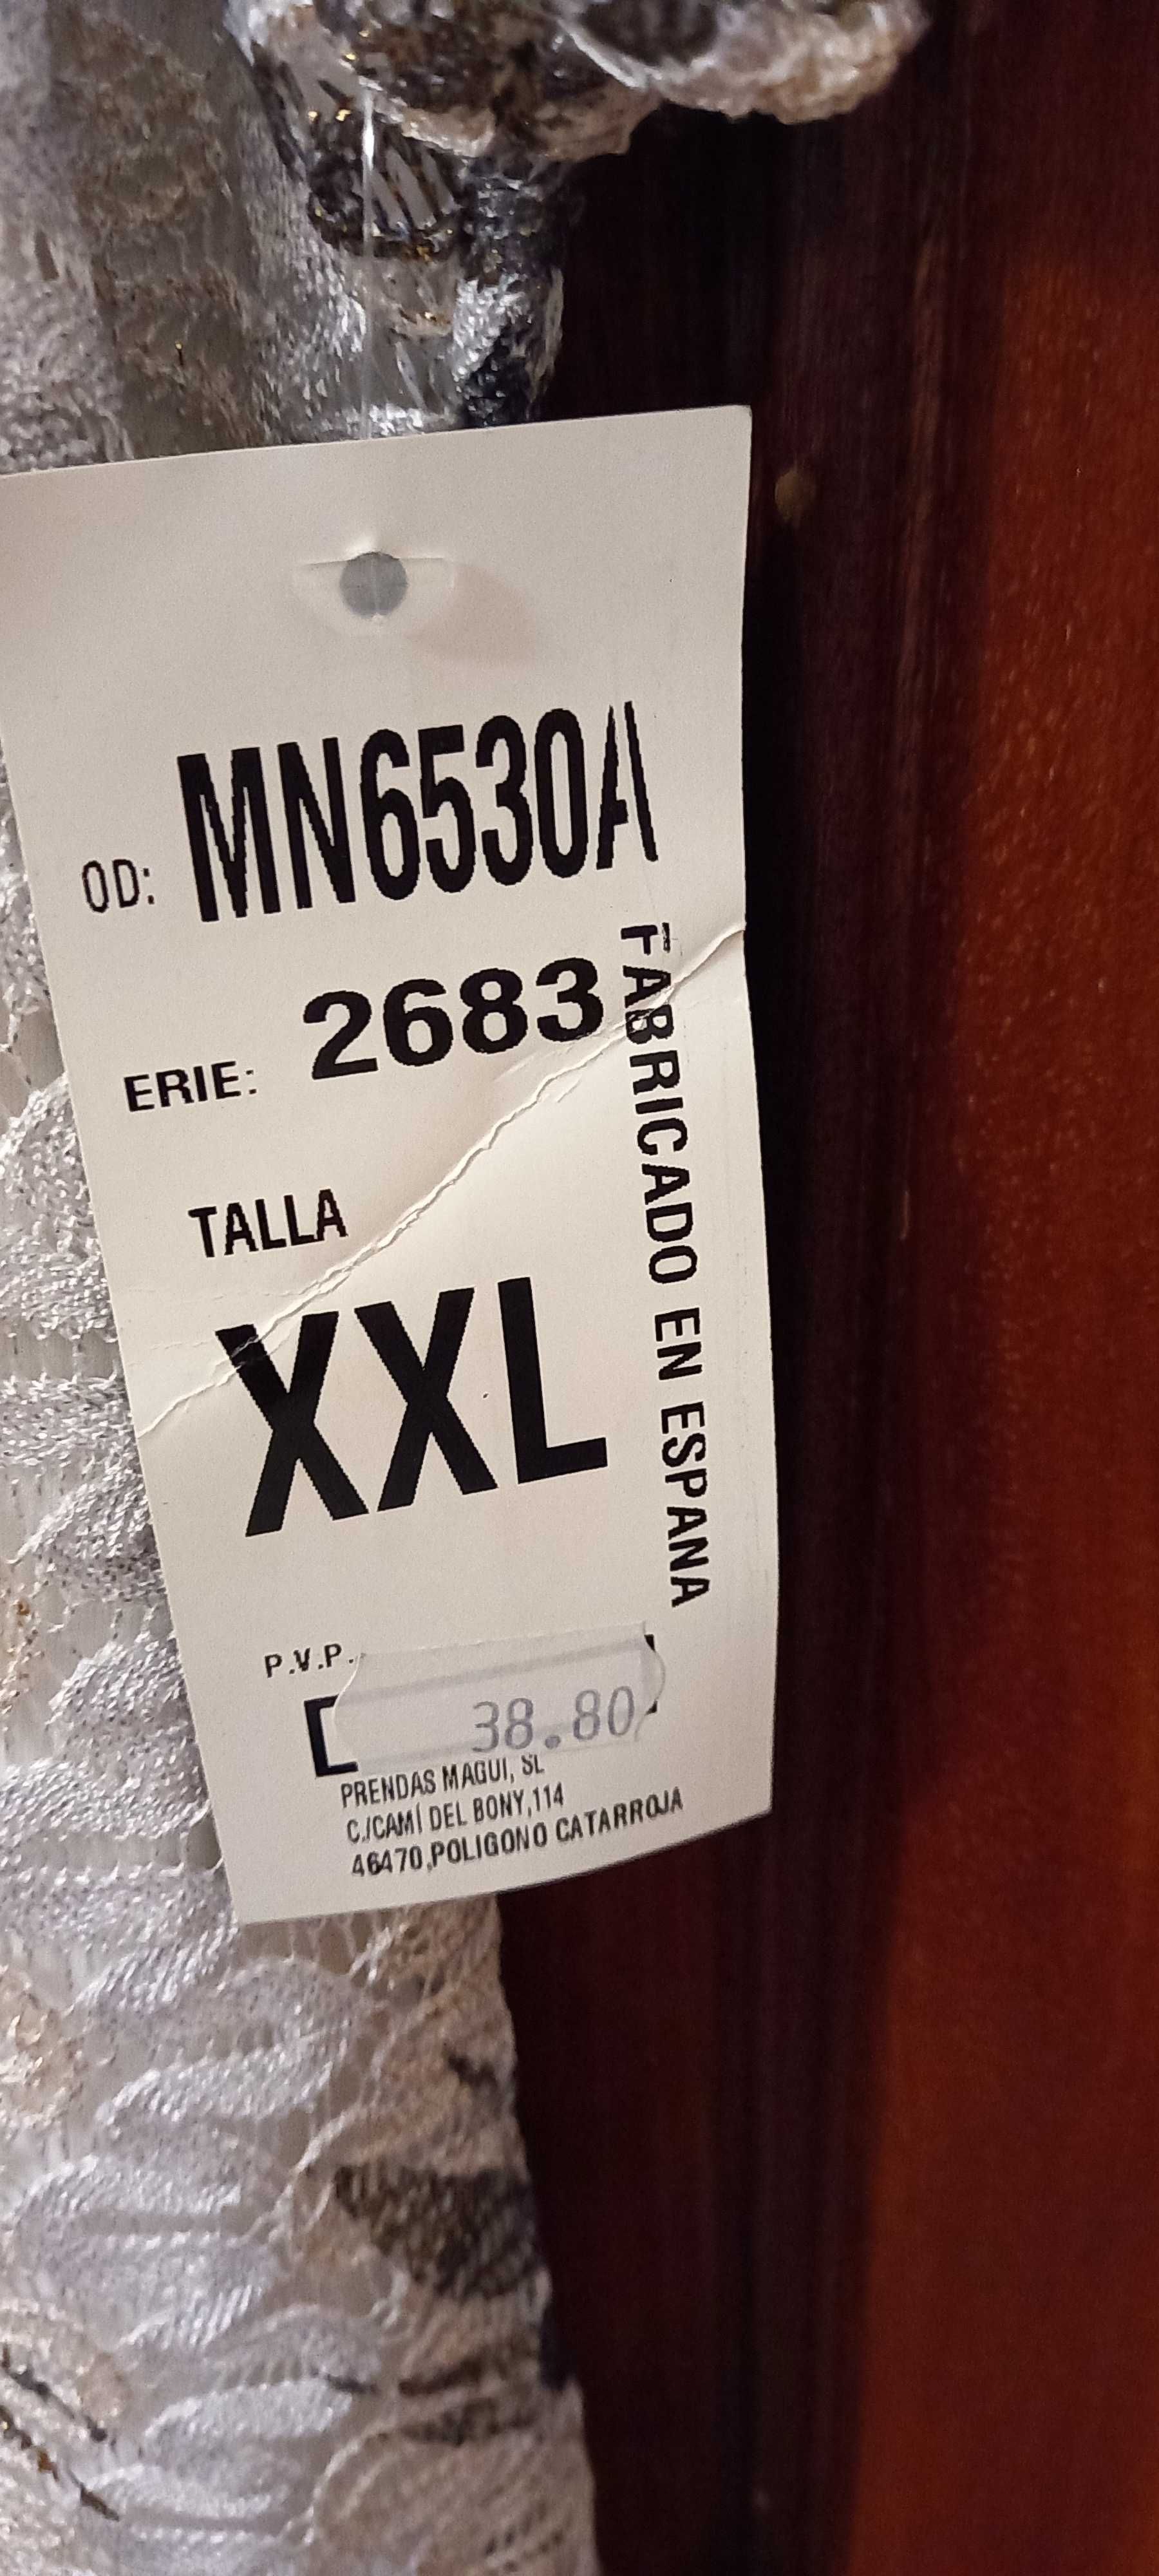 OD: MN6530A
ERIE: 2683
TALLA
XXL
FABRICADO EN ESPANA
P.V.P.
[ 38.80 ]
PRENDAS MAGUI, SL
C./CAMÍ DEL BONY,114
46470,POLIGONO CATARROJA